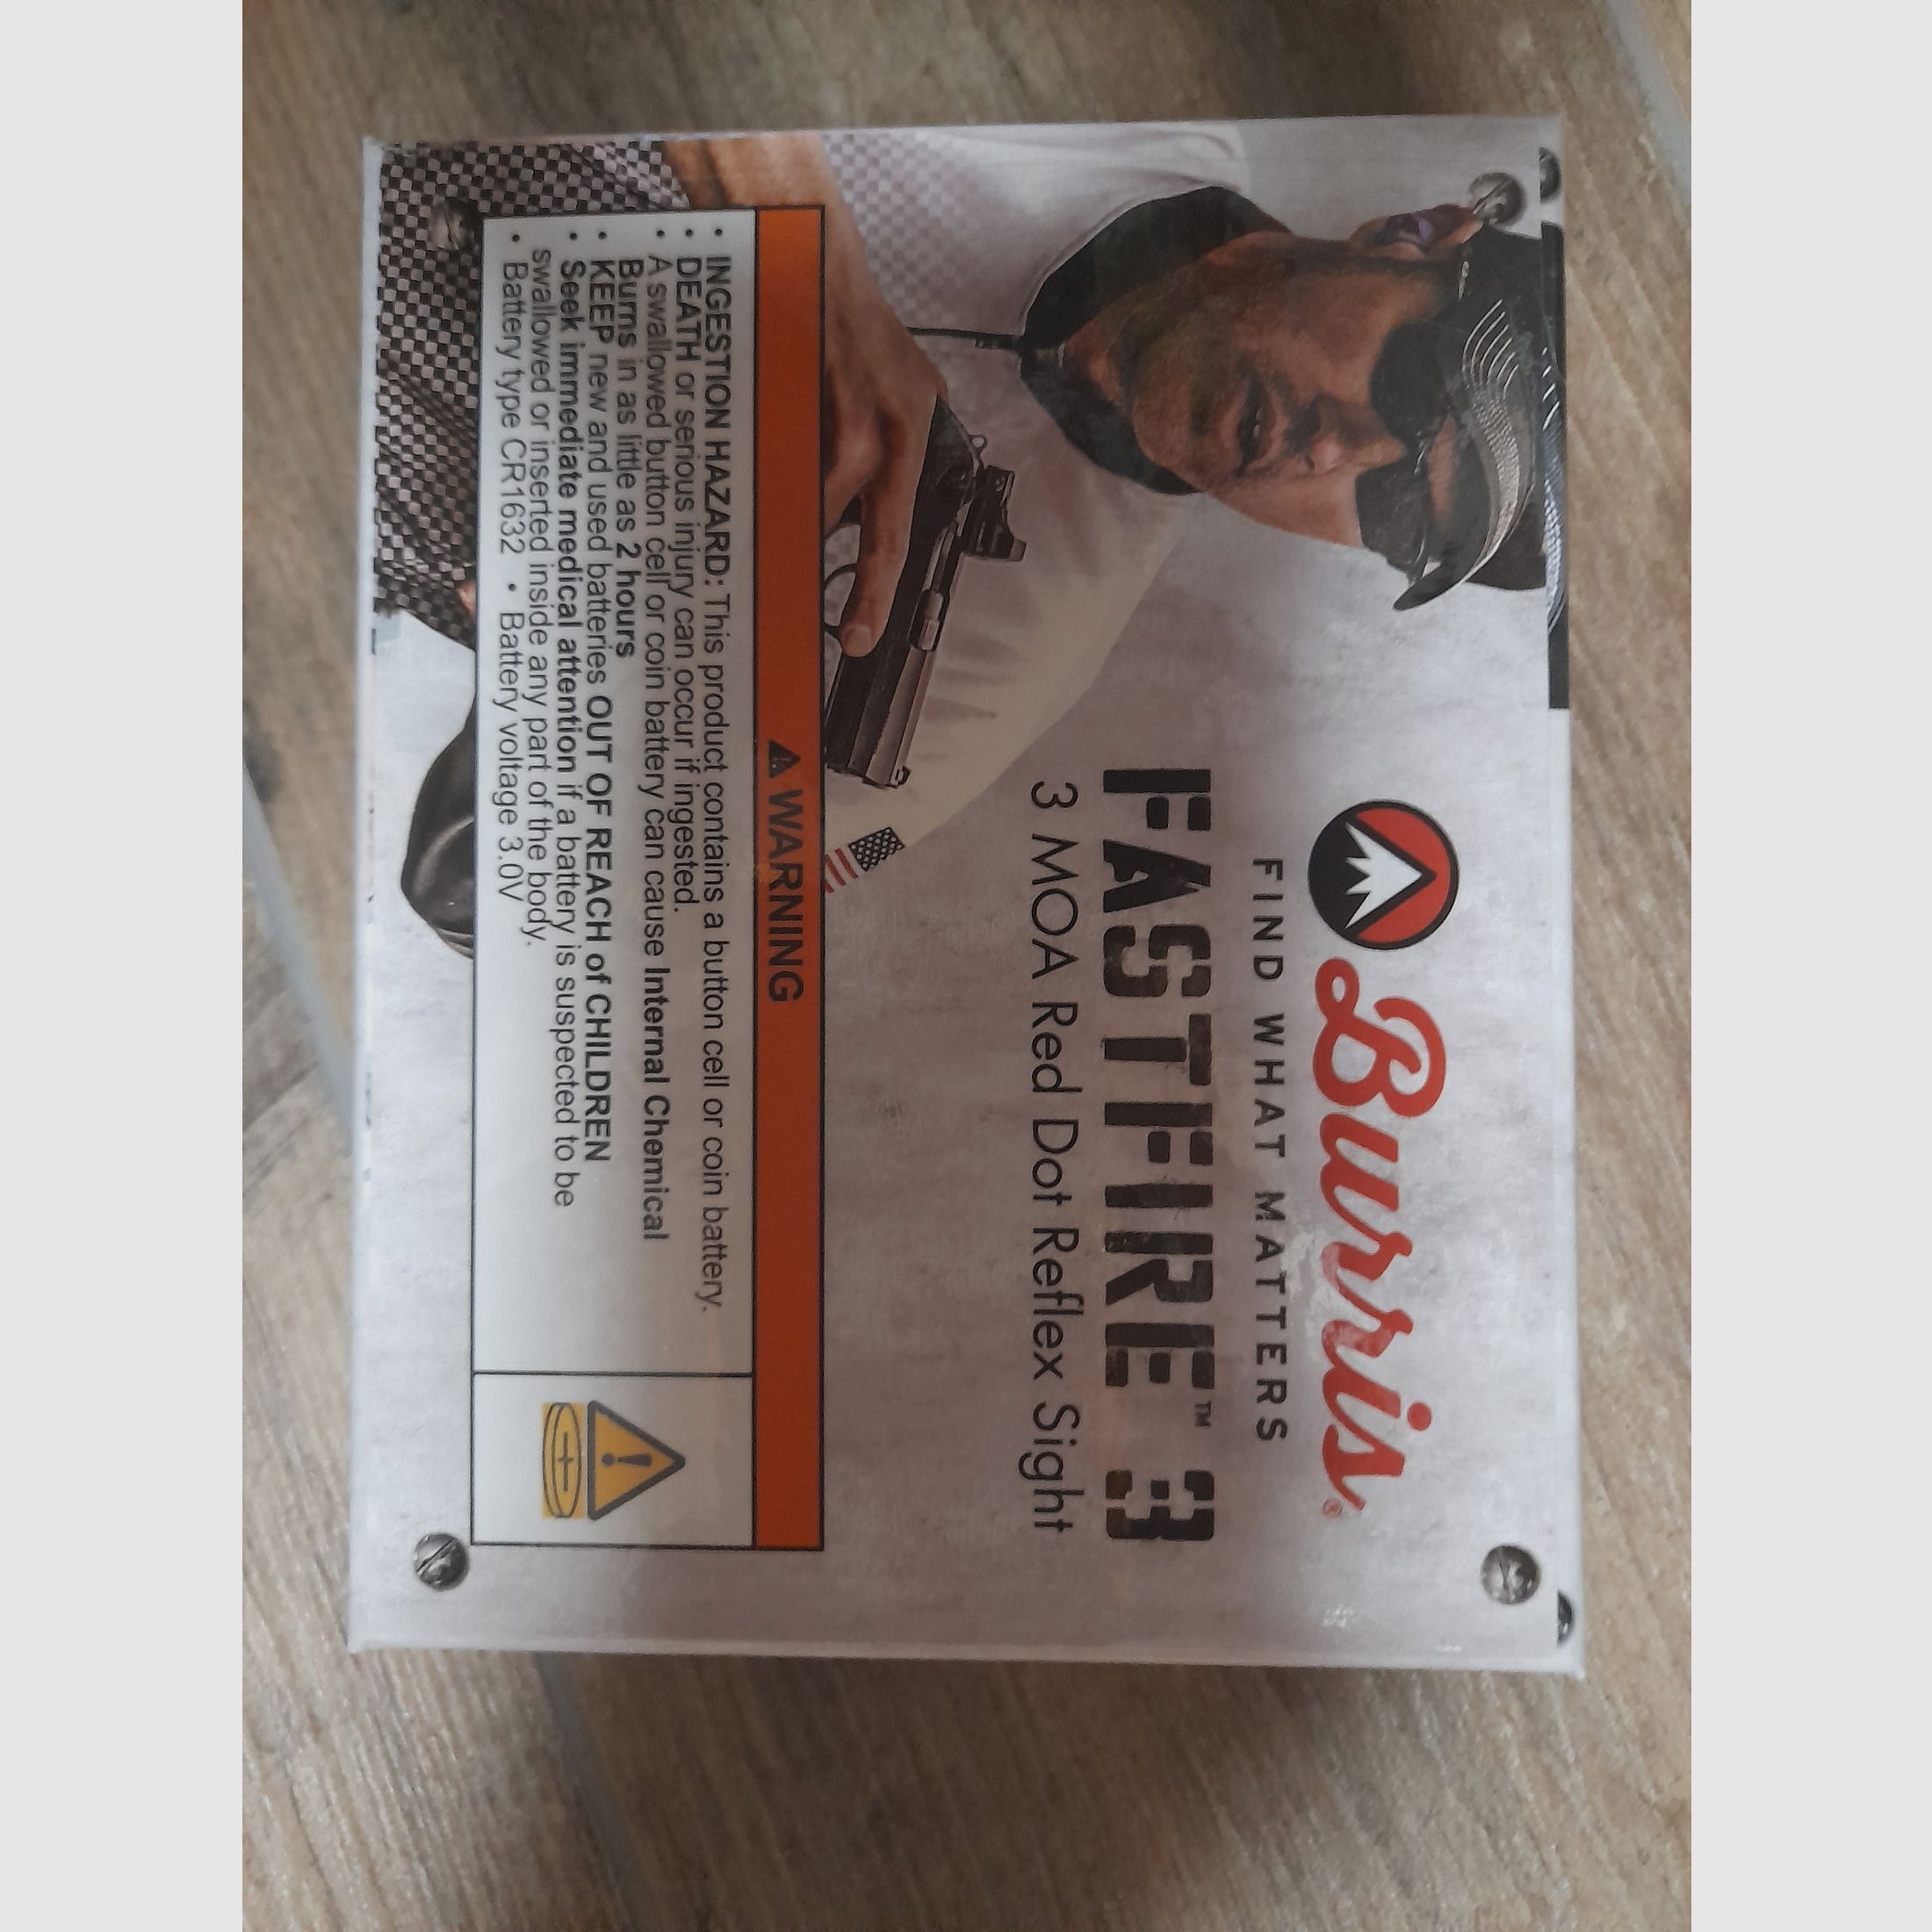 Burris®
FIND WHAT MATTERS
FASTFIRE™ 3
3 MOA Red Dot Reflex Sight
⚠ WARNING
• INGESTION HAZARD: This product contains a button cell or coin battery.
• DEATH or serious injury can occur if ingested.
• A swallowed button cell or coin battery can cause Internal Chemical
Burns in as little as 2 hours
• KEEP new and used batteries OUT OF REACH of CHILDREN
• Seek immediate medical attention if a battery is suspected to be
swallowed or inserted inside any part of the body.
• Battery type CR1632 • Battery voltage 3.0V